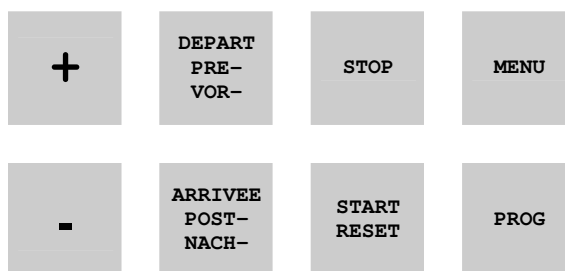 +
DEPART
PRE-
VOR-
STOP
MENU
-
ARRIVEE
POST-
NACH-
START
RESET
PROG